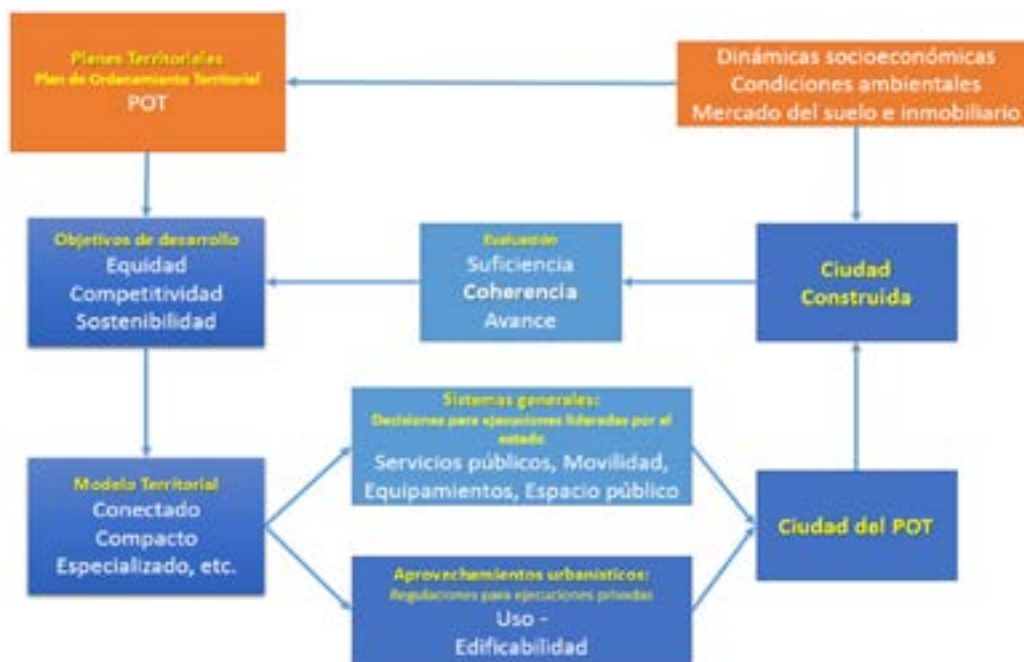 Planes Territoriales
Plan de Ordenamiento Territorial
POT
Dinámicas socioeconómicas
Condiciones ambientales
Mercado del suelo e inmobiliario
Objetivos de desarrollo
Equidad
Competitividad
Sostenibilidad
Evaluación
Suficiencia
Coherencia
Avance
Ciudad
Construida
Modelo Territorial
Conectado
Compacto
Especializado, etc.
Sistemas generales:
Decisiones para ejecuciones lideradas por el
estado
Servicios públicos, Movilidad,
Equipamientos, Espacio público
Aprovechamientos urbanísticos:
Regulaciones para ejecuciones privadas
Uso -
Edificabilidad
Ciudad del POT